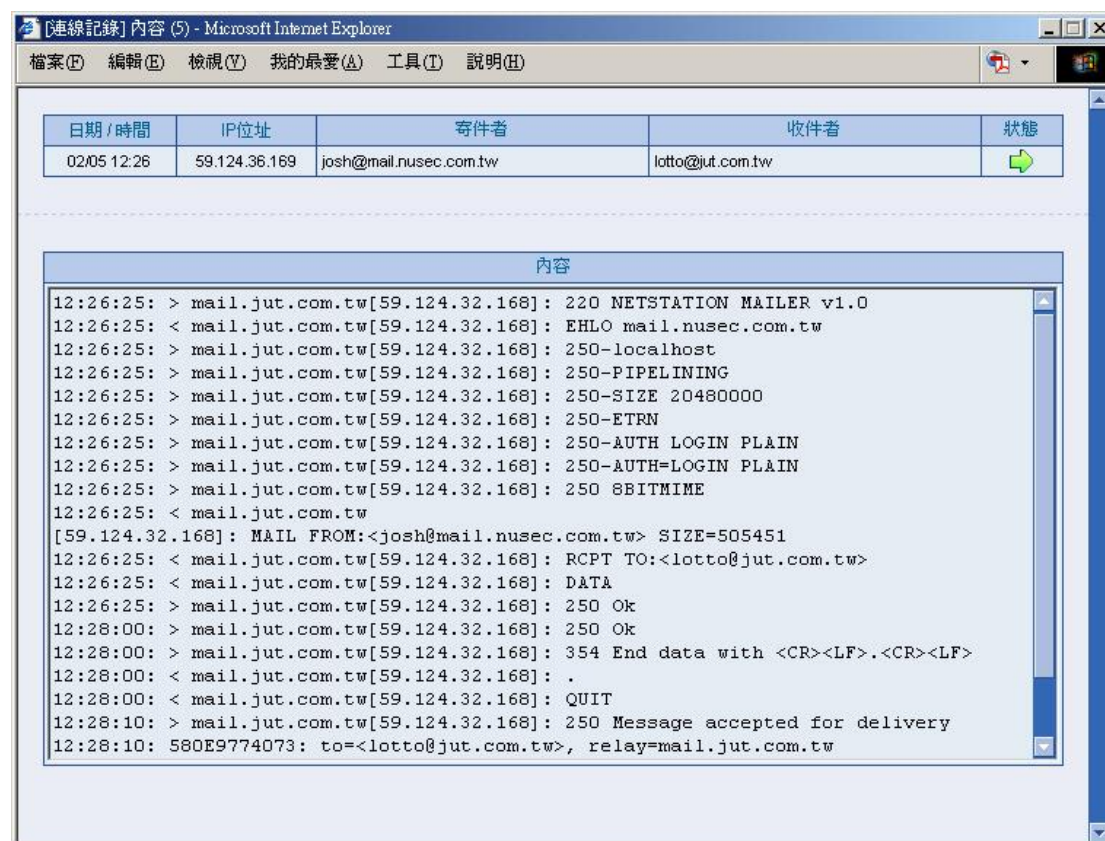 [連線記錄] 內容 (5) - Microsoft Internet Explorer
檔案(F) 編輯(E) 檢視(V) 我的最愛(A) 工具(T) 說明(H)
日期 / 時間 IP位址 寄件者 收件者 狀態
02/05 12:26 59.124.36.169 josh@mail.nusec.com.tw lotto@jut.com.tw
內容
12:26:25: > mail.jut.com.tw[59.124.32.168]: 220 NETSTATION MAILER v1.0
12:26:25: < mail.jut.com.tw[59.124.32.168]: EHLO mail.nusec.com.tw
12:26:25: > mail.jut.com.tw[59.124.32.168]: 250-localhost
12:26:25: > mail.jut.com.tw[59.124.32.168]: 250-PIPELINING
12:26:25: > mail.jut.com.tw[59.124.32.168]: 250-SIZE 20480000
12:26:25: > mail.jut.com.tw[59.124.32.168]: 250-ETRN
12:26:25: > mail.jut.com.tw[59.124.32.168]: 250-AUTH LOGIN PLAIN
12:26:25: > mail.jut.com.tw[59.124.32.168]: 250-AUTH=LOGIN PLAIN
12:26:25: > mail.jut.com.tw[59.124.32.168]: 250 8BITMIME
12:26:25: < mail.jut.com.tw
[59.124.32.168]: MAIL FROM:<josh@mail.nusec.com.tw> SIZE=505451
12:26:25: < mail.jut.com.tw[59.124.32.168]: RCPT TO:<lotto@jut.com.tw>
12:26:25: < mail.jut.com.tw[59.124.32.168]: DATA
12:26:25: > mail.jut.com.tw[59.124.32.168]: 250 Ok
12:28:00: > mail.jut.com.tw[59.124.32.168]: 250 Ok
12:28:00: > mail.jut.com.tw[59.124.32.168]: 354 End data with <CR><LF>.<CR><LF>
12:28:00: < mail.jut.com.tw[59.124.32.168]: .
12:28:00: < mail.jut.com.tw[59.124.32.168]: QUIT
12:28:10: > mail.jut.com.tw[59.124.32.168]: 250 Message accepted for delivery
12:28:10: 580E9774073: to=<lotto@jut.com.tw>, relay=mail.jut.com.tw